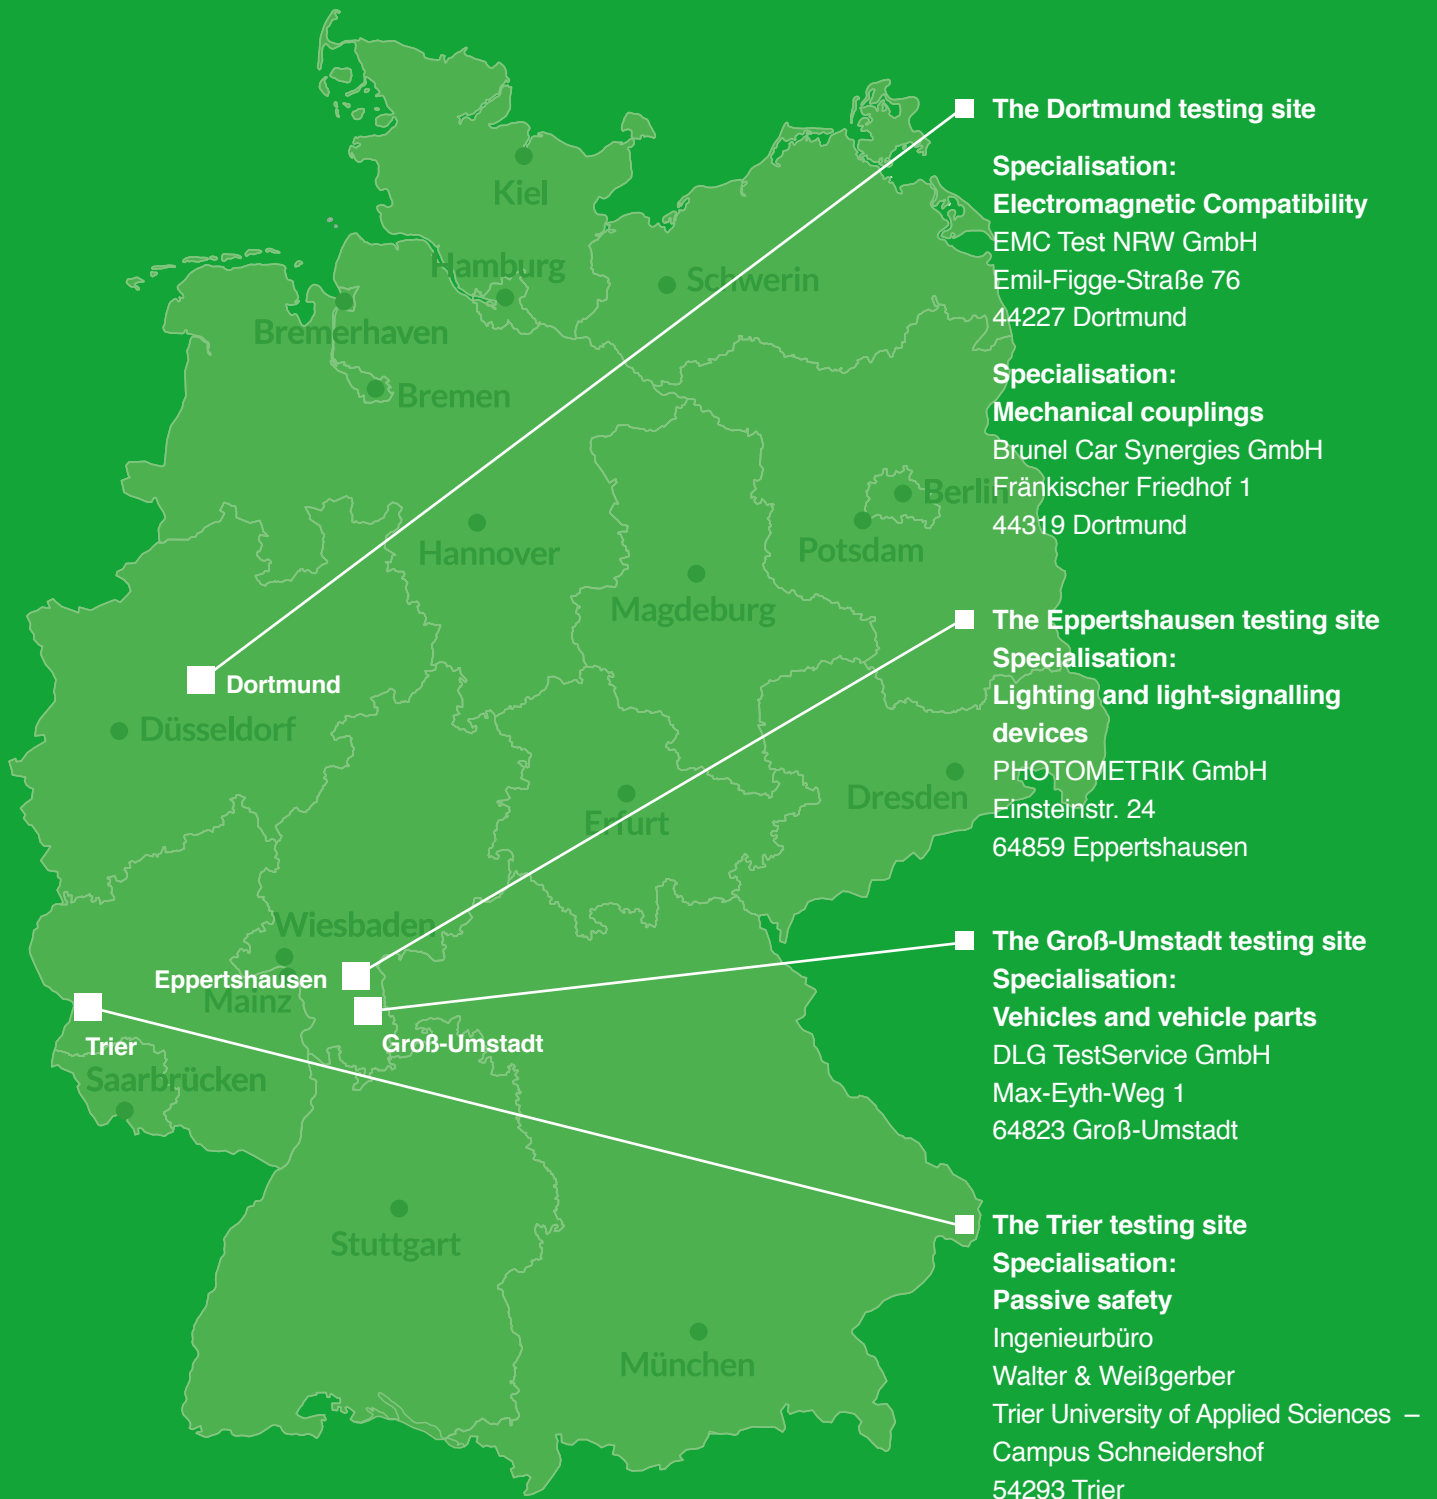 Kiel
Hamburg
Schwerin
Bremerhaven
Bremen
Berlin
Potsdam
Hannover
Magdeburg
Dortmund
Düsseldorf
Dresden
Erfurt
Wiesbaden
Eppertshausen
Mainz
Groß-Umstadt
Trier
Saarbrücken
Stuttgart
München
The Dortmund testing site
Specialisation:
Electromagnetic Compatibility
EMC Test NRW GmbH
Emil-Figge-Straße 76
44227 Dortmund
Specialisation:
Mechanical couplings
Brunel Car Synergies GmbH
Fränkischer Friedhof 1
44319 Dortmund
The Eppertshausen testing site
Specialisation:
Lighting and light-signalling
devices
PHOTOMETRIK GmbH
Einsteinstr. 24
64859 Eppertshausen
The Groß-Umstadt testing site
Specialisation:
Vehicles and vehicle parts
DLG TestService GmbH
Max-Eyth-Weg 1
64823 Groß-Umstadt
The Trier testing site
Specialisation:
Passive safety
Ingenieurbüro
Walter & Weißgerber
Trier University of Applied Sciences –
Campus Schneidershof
54293 Trier